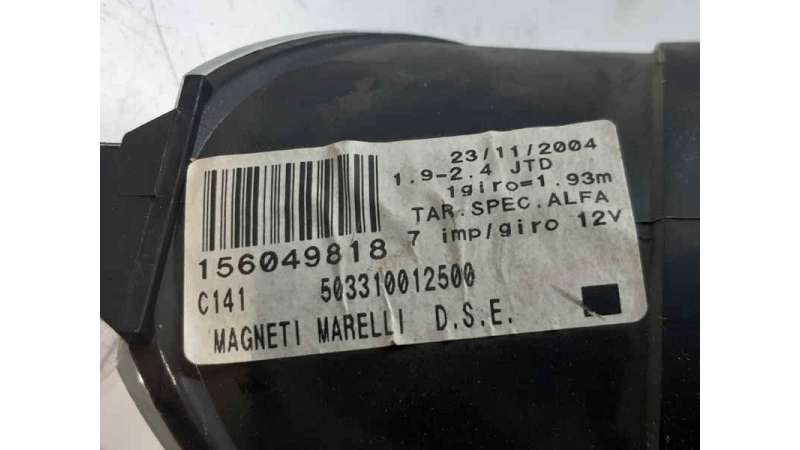 23/11/2004
1.9-2.4 JTD
1giro=1.93m
TAR.SPEC.ALFA
7 imp/giro 12V
156049818
C141 503310012500
MAGNETI MARELLI D.S.E.